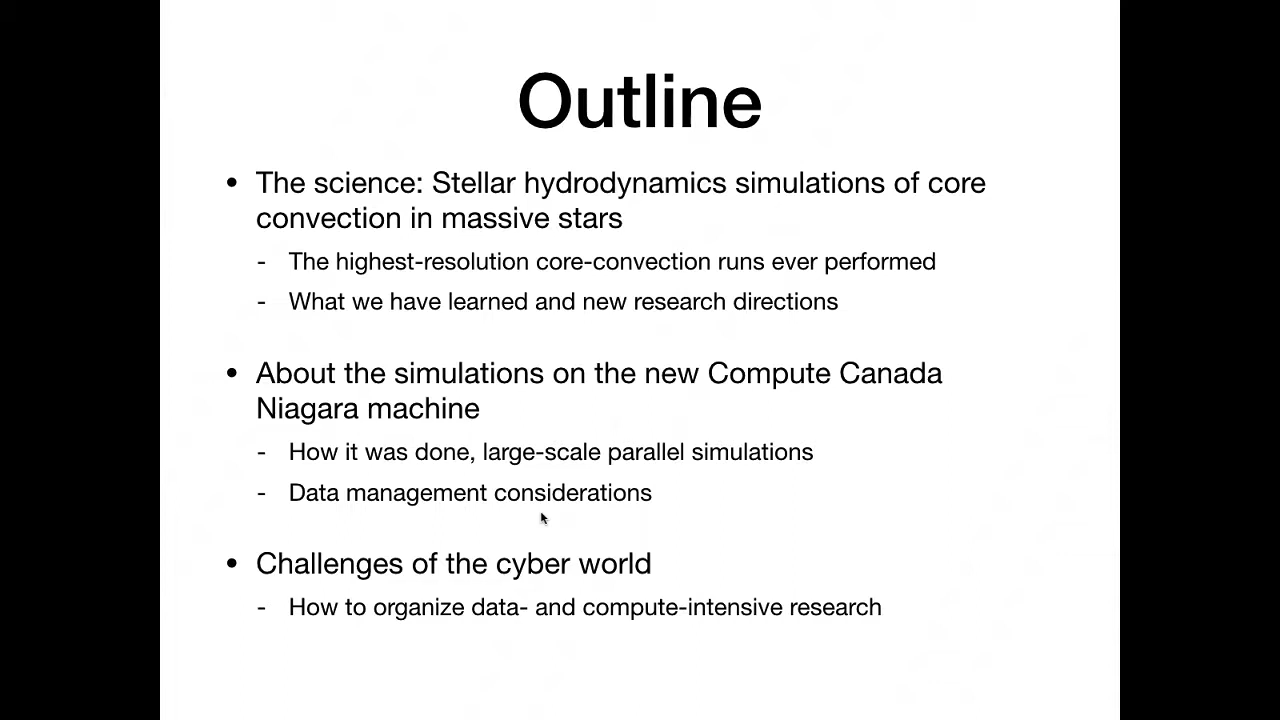 Outline
• The science: Stellar hydrodynamics simulations of core
convection in massive stars
- The highest-resolution core-convection runs ever performed
- What we have learned and new research directions
• About the simulations on the new Compute Canada
Niagara machine
- How it was done, large-scale parallel simulations
- Data management considerations
• Challenges of the cyber world
- How to organize data- and compute-intensive research